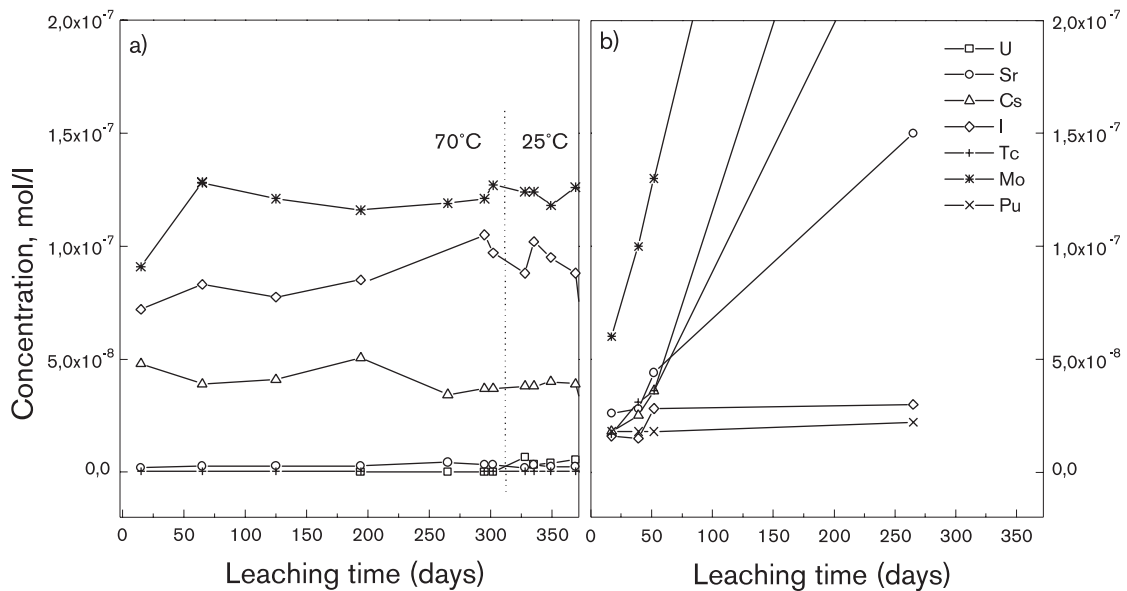 a)
2,0x10⁻⁷
1,5x10⁻⁷
1,0x10⁻⁷
5,0x10⁻⁸
0,0
Concentration, mol/l
70°C
25°C
0 50 100 150 200 250 300 350
Leaching time (days)
b)
U
Sr
Cs
I
Tc
Mo
Pu
2,0x10⁻⁷
1,5x10⁻⁷
1,0x10⁻⁷
5,0x10⁻⁸
0,0
0 50 100 150 200 250 300 350
Leaching time (days)